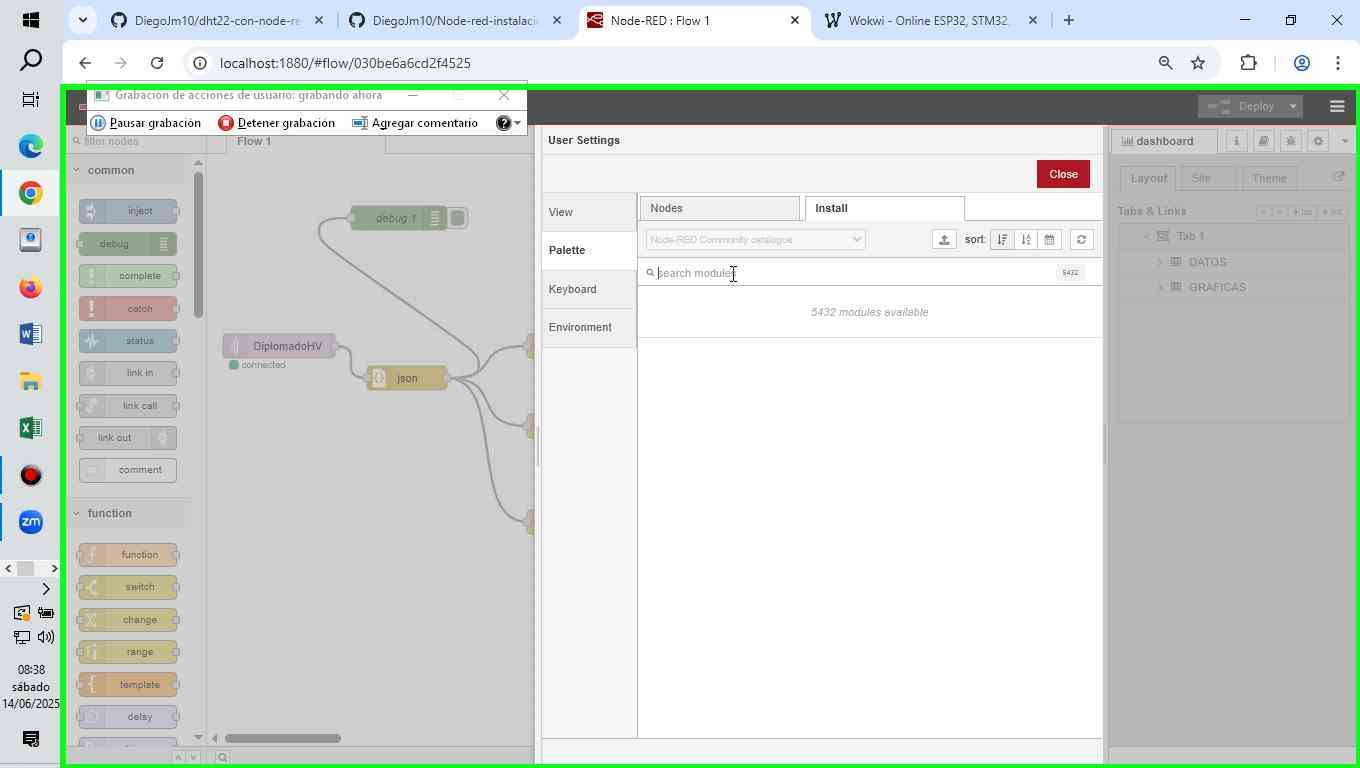 DiegoJm10/dht22-con-node-re
DiegoJm10/Node-red-instalaci
Node-RED : Flow 1
Wokwi - Online ESP32, STM32,
localhost:1880/#flow/030be6a6cd2f4525
Grabación de acciones de usuario: grabando ahora
Pausar grabación
Detener grabación
Agregar comentario
Deploy
filter nodes
Flow 1
User Settings
dashboard
common
Close
Layout
Site
Theme
inject
debug
complete
catch
status
link in
link call
link out
comment
function
function
switch
change
range
template
delay
debug 1
DiplomadoHV
connected
json
View
Palette
Keyboard
Environment
Nodes
Install
Node-RED Community catalogue
sort:
search modules
5432
5432 modules available
Tabs & Links
Tab 1
DATOS
GRAFICAS
W
X
zm
08:38
sábado
14/06/2025